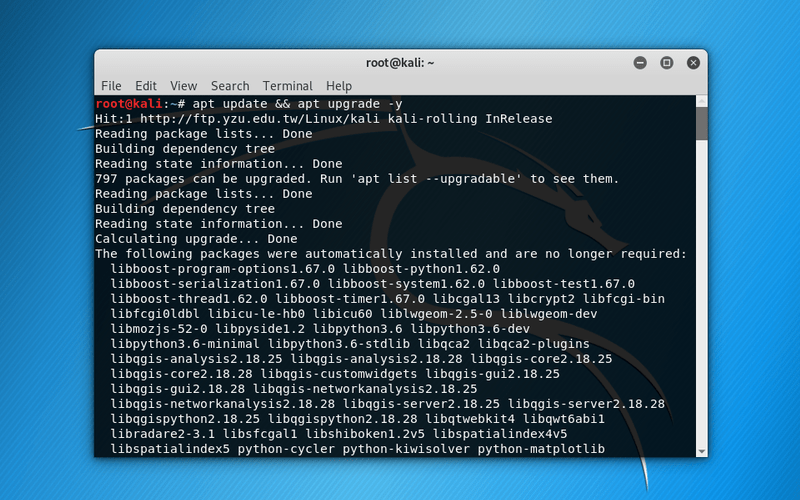 root@kali: ~
File Edit View Search Terminal Help
root@kali:~# apt update && apt upgrade -y
Hit:1 http://ftp.yzu.edu.tw/Linux/kali kali-rolling InRelease
Reading package lists... Done
Building dependency tree
Reading state information... Done
797 packages can be upgraded. Run 'apt list --upgradable' to see them.
Reading package lists... Done
Building dependency tree
Reading state information... Done
Calculating upgrade... Done
The following packages were automatically installed and are no longer required:
libboost-program-options1.67.0 libboost-python1.62.0
libboost-serialization1.67.0 libboost-system1.62.0 libboost-test1.67.0
libboost-thread1.62.0 libboost-timer1.67.0 libcgal13 libcrypt2 libfcgi-bin
libfcgi0ldbl libicu-le-hb0 libicu60 liblwgeom-2.5-0 liblwgeom-dev
libmozjs-52-0 libpyside1.2 libpython3.6 libpython3.6-dev
libpython3.6-minimal libpython3.6-stdlib libqca2 libqca2-plugins
libqgis-analysis2.18.25 libqgis-analysis2.18.28 libqgis-core2.18.25
libqgis-core2.18.28 libqgis-customwidgets libqgis-gui2.18.25
libqgis-gui2.18.28 libqgis-networkanalysis2.18.25
libqgis-networkanalysis2.18.28 libqgis-server2.18.25 libqgis-server2.18.28
libqgispython2.18.25 libqgispython2.18.28 libqtwebkit4 libqwt6abi1
libradare2-3.1 libsfcgal1 libshiboken1.2v5 libspatialindex4v5
libspatialindex5 python-cycler python-kiwisolver python-matplotlib